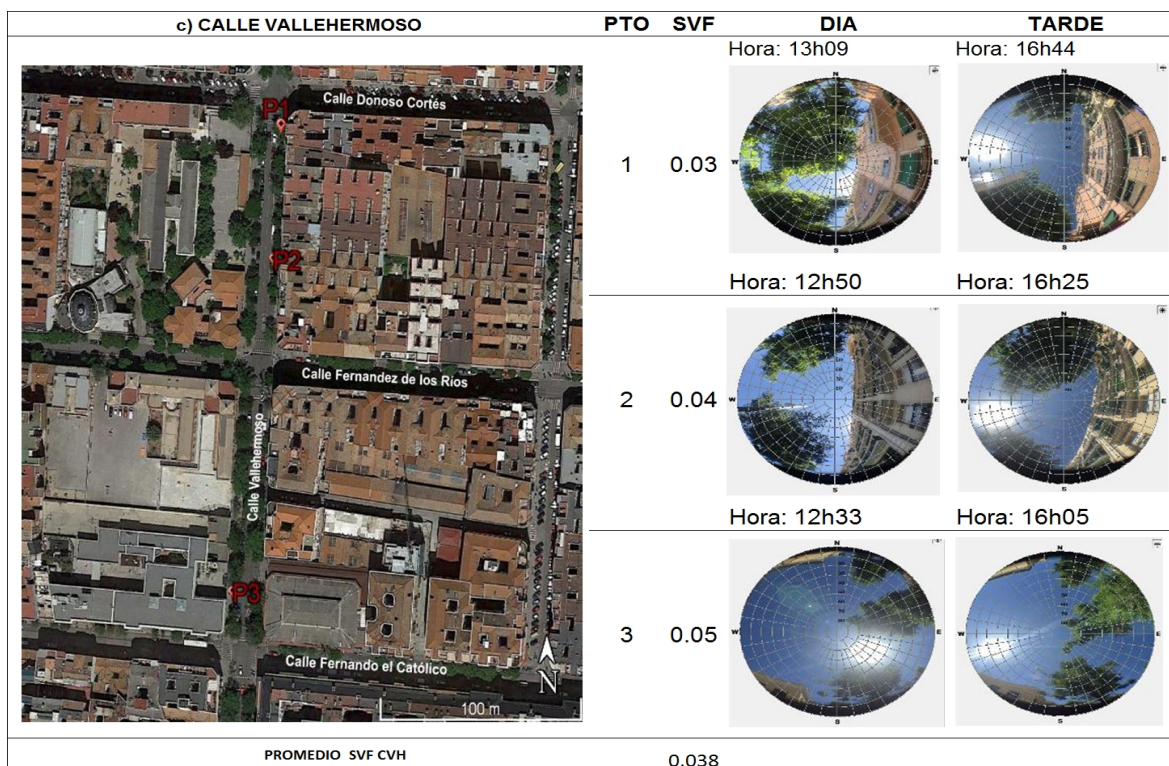 c) CALLE VALLEHERMOSO PTO SVF DIA TARDE
Hora: 13h09 Hora: 16h44
Calle Donoso Cortés
P1
1 0.03
N
W E
S
N
W E
S
Hora: 12h50 Hora: 16h25
P2
Calle Fernandez de los Ríos
Calle Vallehermoso
2 0.04
N
W E
S
N
W E
S
Hora: 12h33 Hora: 16h05
P3
3 0.05
N
W E
S
N
W E
S
Calle Fernando el Católico
N
100 m
PROMEDIO SVF CVH 0.038